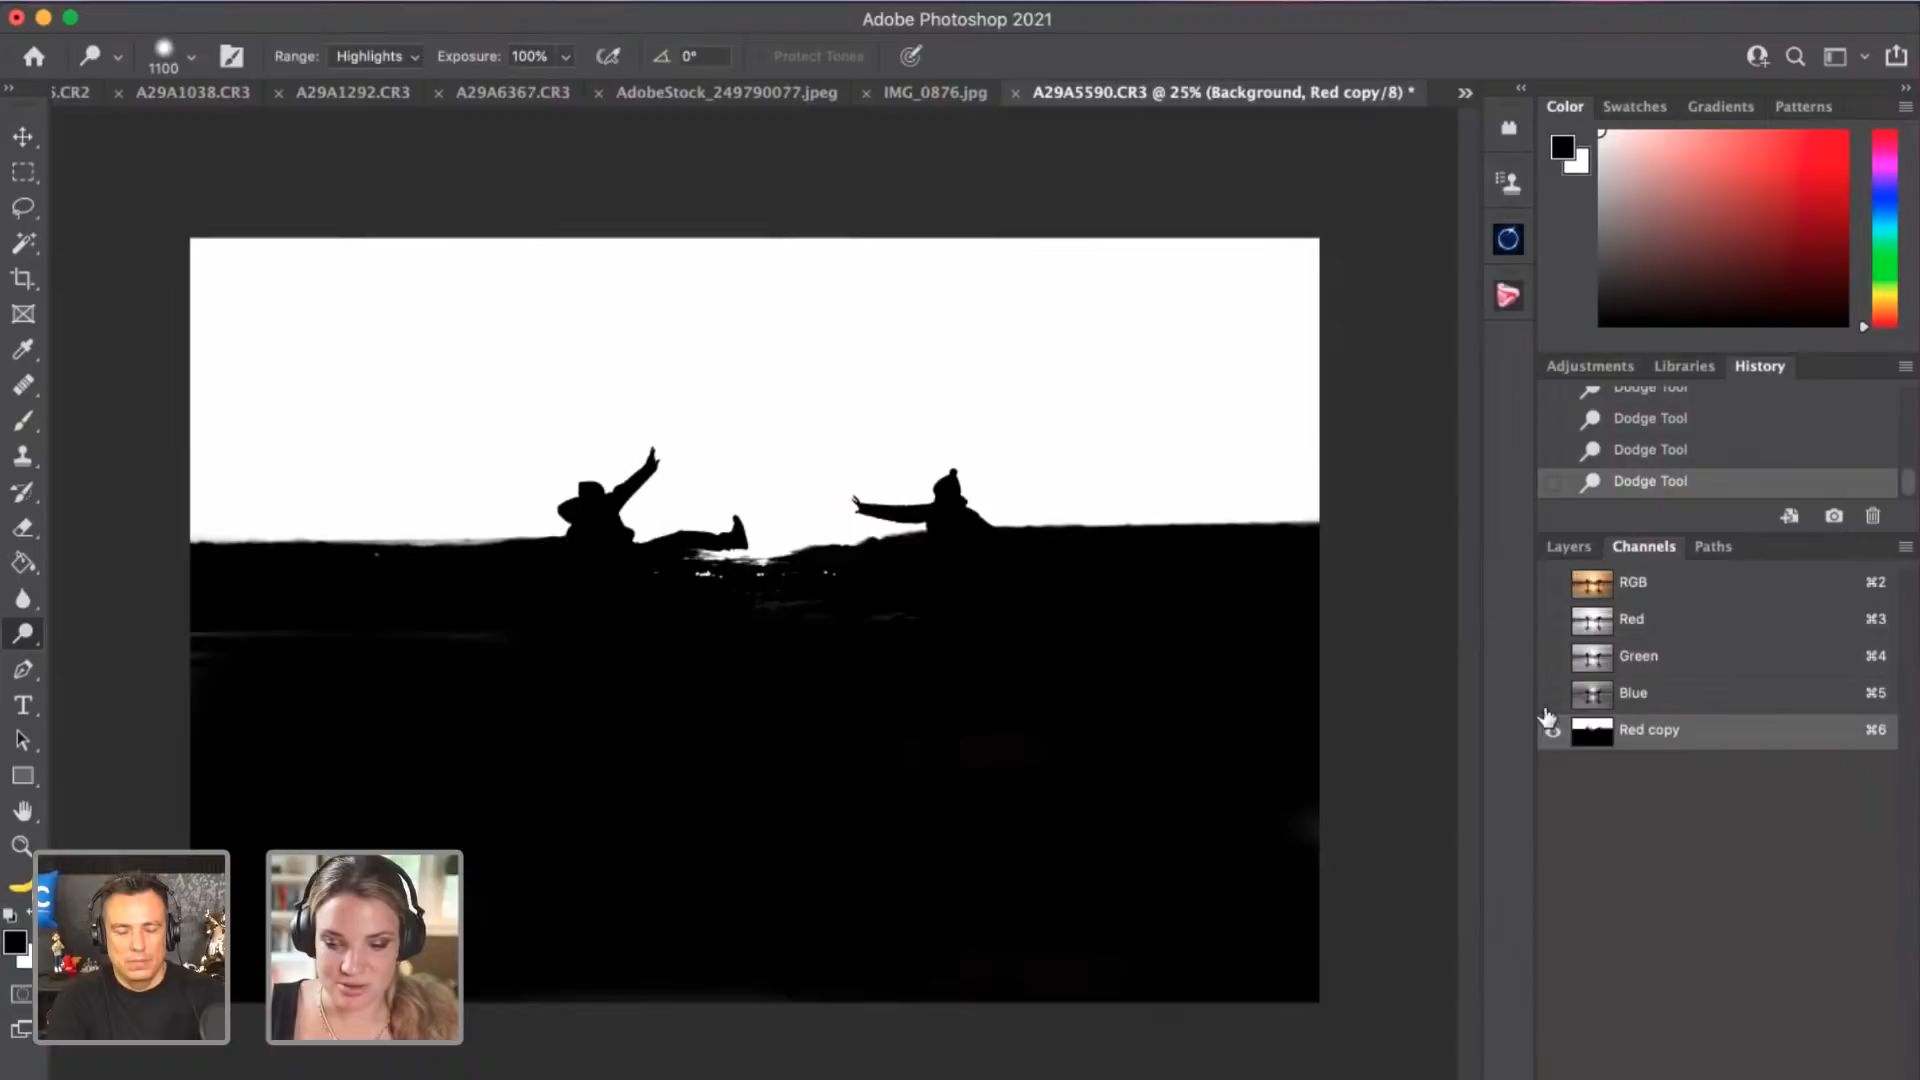 Adobe Photoshop 2021
1100
Range: Highlights Exposure: 100% 0° Protect Tones
5.CR2 × A29A1038.CR3 × A29A1292.CR3 × A29A6367.CR3 × AdobeStock_249790077.jpeg × IMG_0876.jpg × A29A5590.CR3 @ 25% (Background, Red copy/8) *
Color Swatches Gradients Patterns
Adjustments Libraries History
Dodge Tool
Dodge Tool
Dodge Tool
Dodge Tool
Layers Channels Paths
RGB ⌘2
Red ⌘3
Green ⌘4
Blue ⌘5
Red copy ⌘6
C